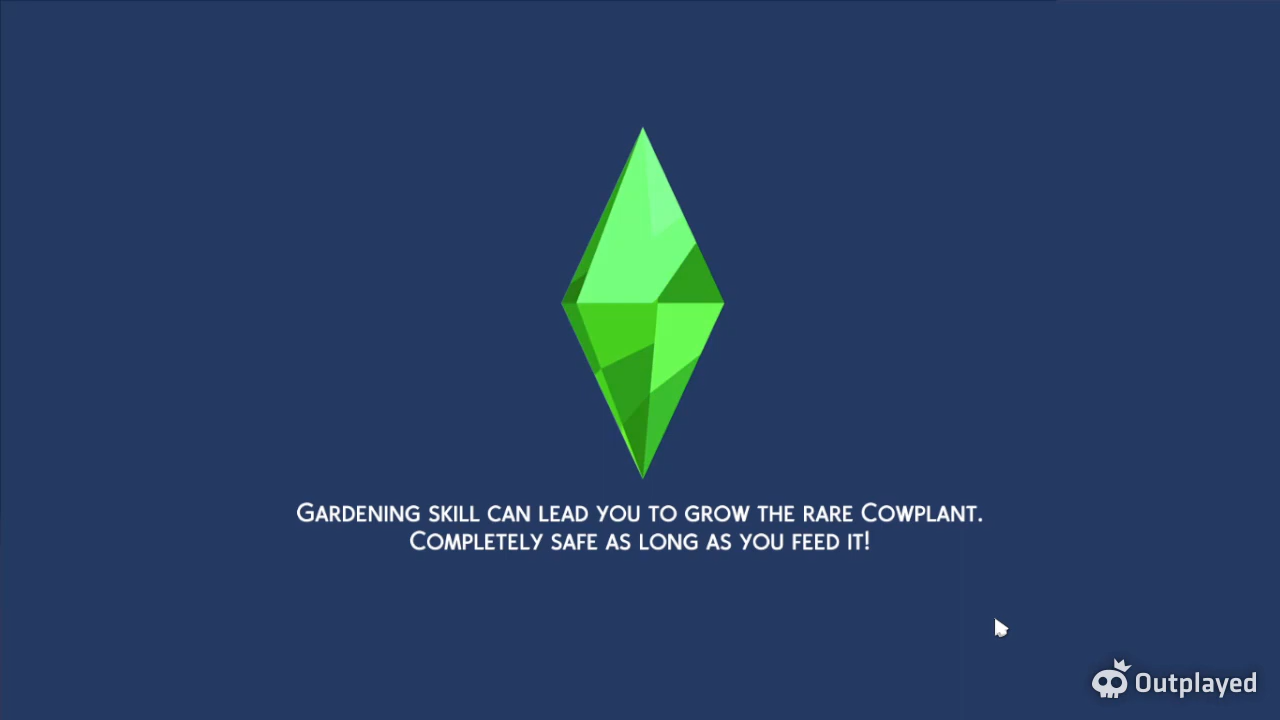 Gardening skill can lead you to grow the rare Cowplant.
Completely safe as long as you feed it!
Outplayed